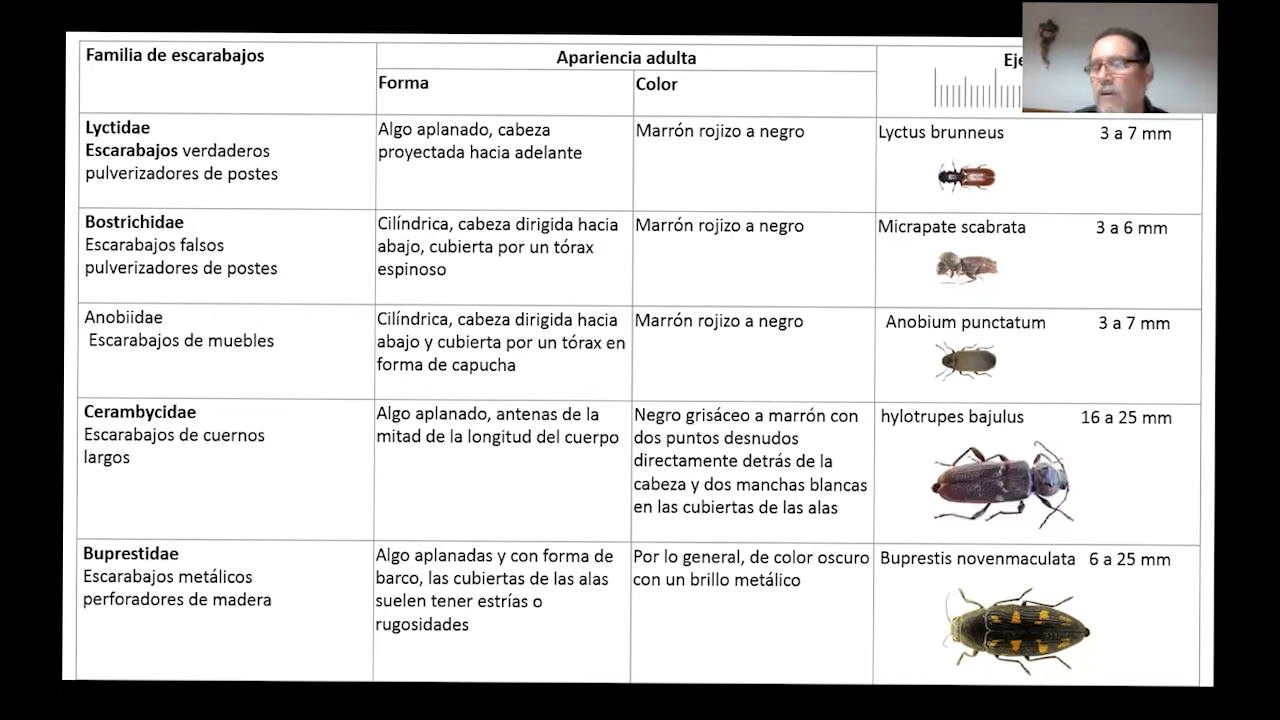 Familia de escarabajos
Apariencia adulta
Forma
Color
Lyctidae
Escarabajos verdaderos
pulverizadores de postes
Algo aplanado, cabeza
proyectada hacia adelante
Marrón rojizo a negro
Lyctus brunneus 3 a 7 mm
Bostrichidae
Escarabajos falsos
pulverizadores de postes
Cilíndrica, cabeza dirigida hacia
abajo, cubierta por un tórax
espinoso
Marrón rojizo a negro
Micrapate scabrata 3 a 6 mm
Anobiidae
Escarabajos de muebles
Cilíndrica, cabeza dirigida hacia
abajo y cubierta por un tórax en
forma de capucha
Marrón rojizo a negro
Anobium punctatum 3 a 7 mm
Cerambycidae
Escarabajos de cuernos
largos
Algo aplanado, antenas de la
mitad de la longitud del cuerpo
Negro grisáceo a marrón con
dos puntos desnudos
directamente detrás de la
cabeza y dos manchas blancas
en las cubiertas de las alas
hylotrupes bajulus 16 a 25 mm
Buprestidae
Escarabajos metálicos
perforadores de madera
Algo aplanadas y con forma de
barco, las cubiertas de las alas
suelen tener estrías o
rugosidades
Por lo general, de color oscuro
con un brillo metálico
Buprestis novenmaculata 6 a 25 mm